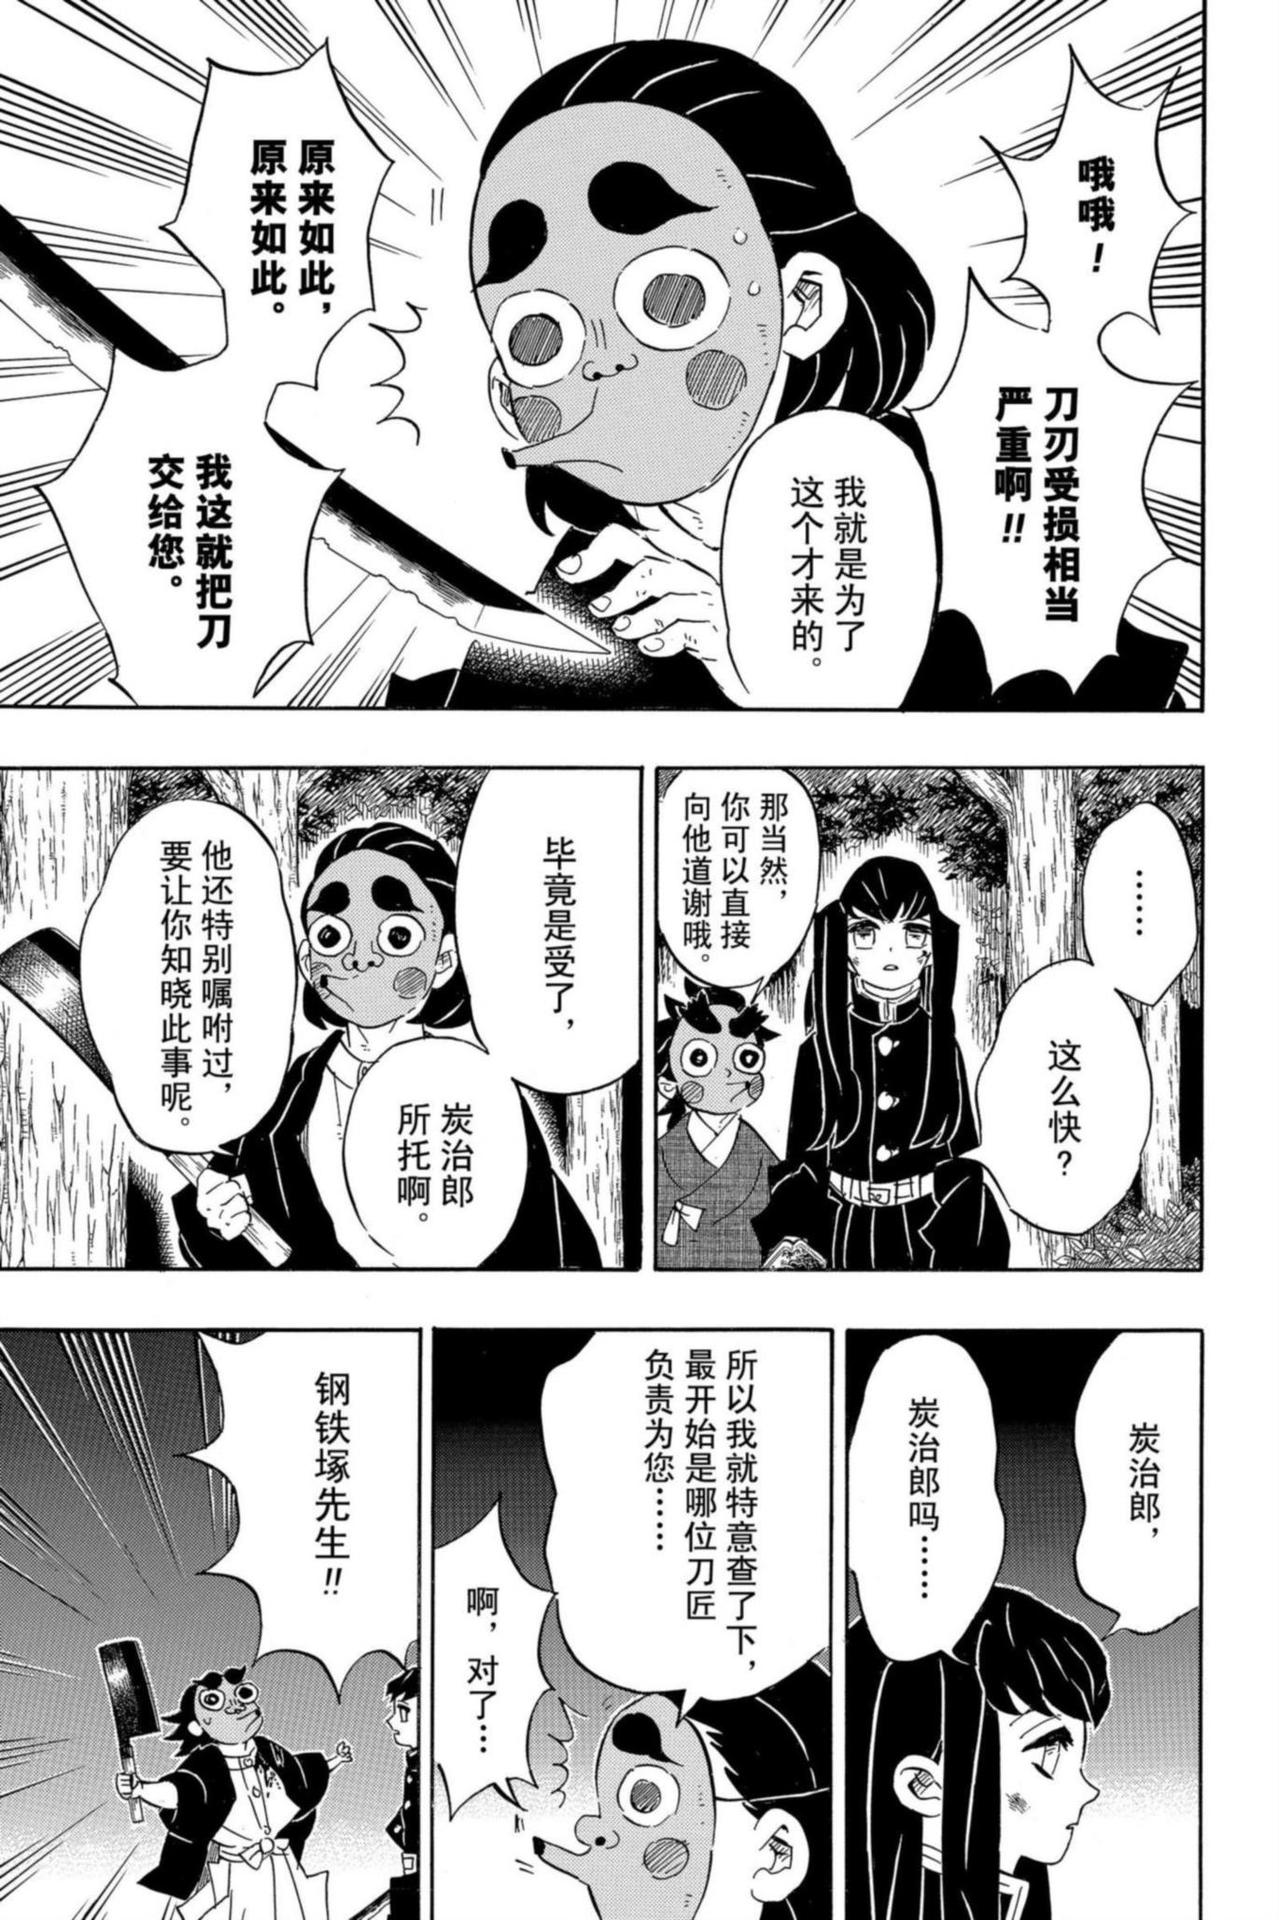 哦哦！
刀刃受损相当
严重啊!!
我就是为了
这个才来的。
原来如此，
原来如此。
我这就把刀
交给您。
……
这么快？
那当然，
你可以直接
向他道谢哦。
毕竟是受了，
炭治郎
所托啊。
他还特别嘱咐过，
要让你知晓此事呢。
炭治郎，
炭治郎吗……
所以我就特意查了下，
最开始是哪位刀匠
负责为您……
啊，对了…
钢铁塚先生!!